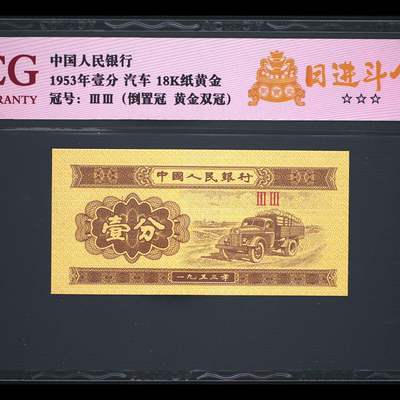 EG
RANTY
中国人民银行
1953年壹分 汽车 18K纸黄金
冠号：ⅢⅢ（倒置冠 黄金双冠）
日进斗
☆☆☆
中國人民銀行
ⅢⅢ
壹分
一九五三年